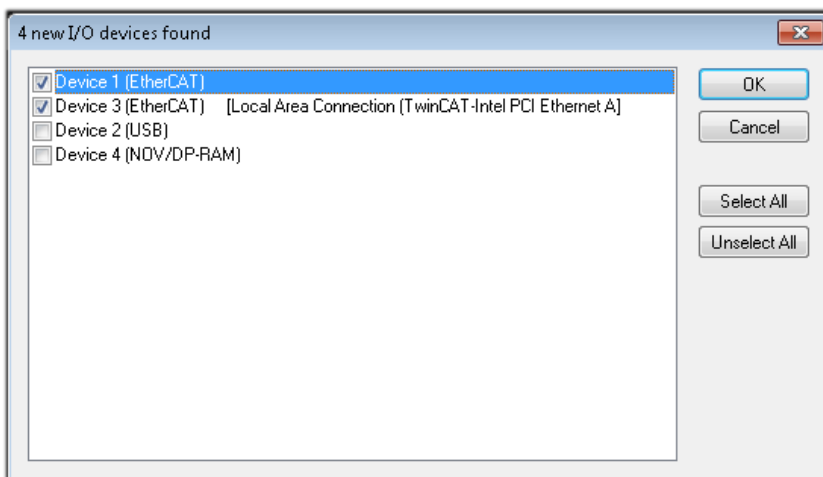 4 new I/O devices found
Device 1 (EtherCAT)
Device 3 (EtherCAT) [Local Area Connection (TwinCAT-Intel PCI Ethernet A]
Device 2 (USB)
Device 4 (NOV/DP-RAM)
OK
Cancel
Select All
Unselect All